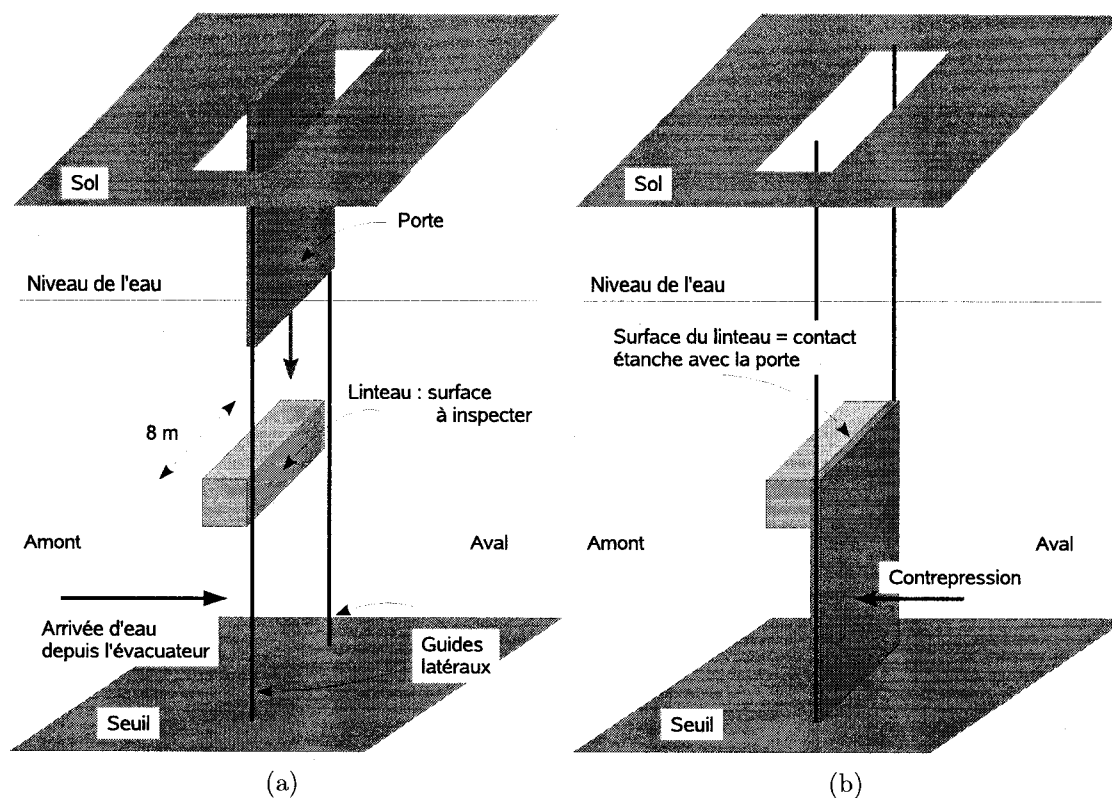 Sol
Porte
Niveau de l'eau
Linteau : surface
à inspecter
8 m
Amont
Aval
Arrivée d'eau
depuis l'évacuateur
Guides
latéraux
Seuil
(a)
Sol
Niveau de l'eau
Surface du linteau = contact
étanche avec la porte
Amont
Aval
Contrepression
Seuil
(b)